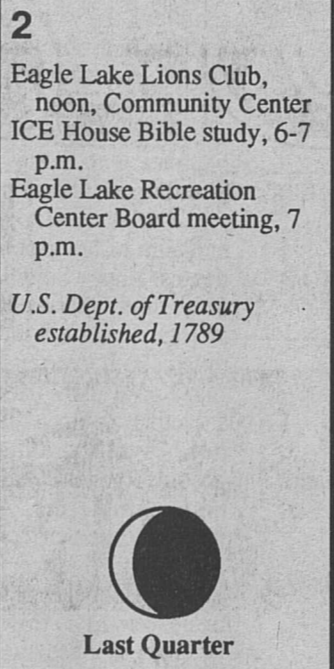 2
Eagle Lake Lions Club,
noon, Community Center
ICE House Bible study, 6-7
p.m.
Eagle Lake Recreation
Center Board meeting, 7
p.m.
U.S. Dept. of Treasury
established, 1789
Last Quarter